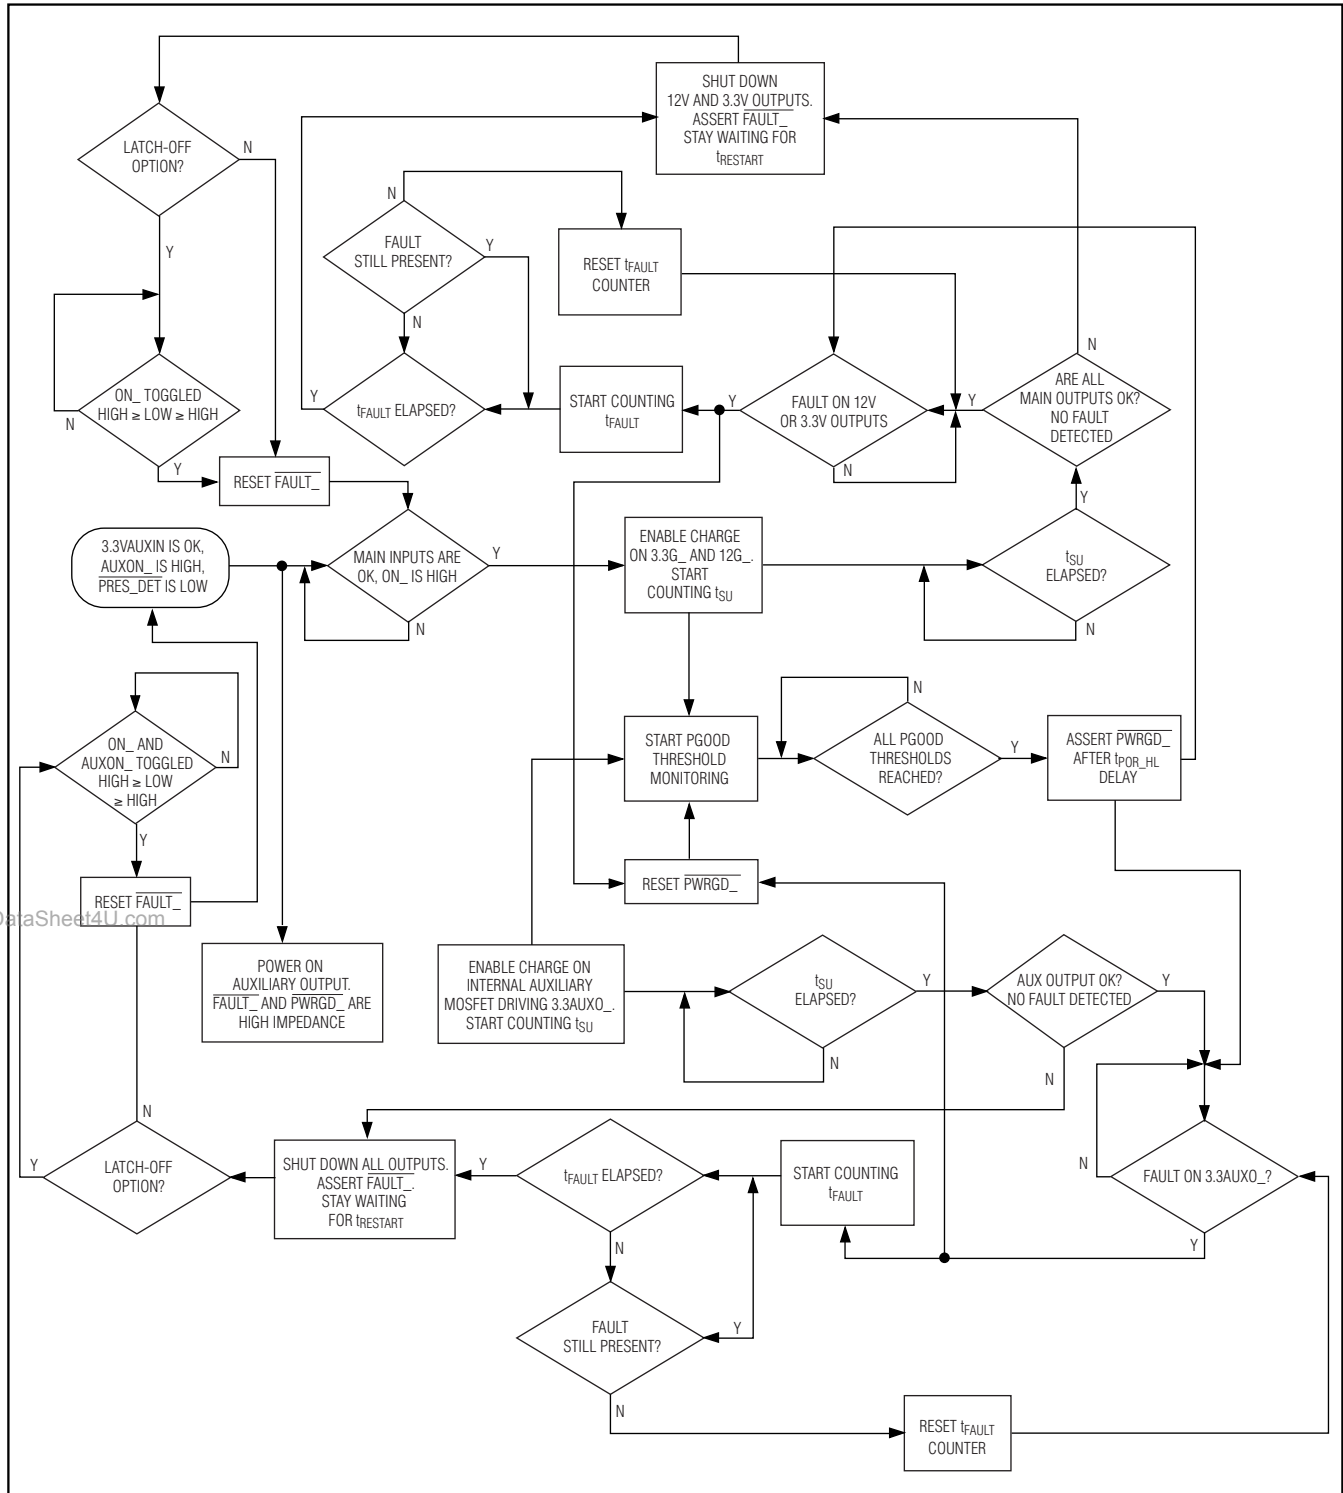 SHUT DOWN
12V AND 3.3V OUTPUTS.
ASSERT FAULT_
STAY WAITING FOR
tRESTART
LATCH-OFF
OPTION?
N
Y
N
FAULT
STILL PRESENT?
Y
N
RESET tFAULT
COUNTER
ON_ TOGGLED
HIGH ≥ LOW ≥ HIGH
N
Y
RESET FAULT_
Y
tFAULT ELAPSED?
START COUNTING
tFAULT
Y
FAULT ON 12V
OR 3.3V OUTPUTS
N
Y
N
ARE ALL
MAIN OUTPUTS OK?
NO FAULT
DETECTED
Y
3.3VAUXIN IS OK,
AUXON_ IS HIGH,
PRES_DET IS LOW
MAIN INPUTS ARE
OK, ON_ IS HIGH
Y
N
ENABLE CHARGE
ON 3.3G_ AND 12G_.
START
COUNTING tSU
tSU
ELAPSED?
N
ON_ AND
AUXON_ TOGGLED
HIGH ≥ LOW
≥ HIGH
N
Y
START PGOOD
THRESHOLD
MONITORING
N
ALL PGOOD
THRESHOLDS
REACHED?
Y
ASSERT PWRGD_
AFTER tPOR_HL
DELAY
RESET FAULT_
RESET PWRGD_
DataSheet4U.com
POWER ON
AUXILIARY OUTPUT.
FAULT_ AND PWRGD_ ARE
HIGH IMPEDANCE
ENABLE CHARGE ON
INTERNAL AUXILIARY
MOSFET DRIVING 3.3AUXO_.
START COUNTING tSU
tSU
ELAPSED?
Y
N
AUX OUTPUT OK?
NO FAULT DETECTED
Y
N
N
LATCH-OFF
OPTION?
Y
SHUT DOWN ALL OUTPUTS.
ASSERT FAULT_.
STAY WAITING
FOR tRESTART
Y
tFAULT ELAPSED?
N
START COUNTING
tFAULT
N
FAULT ON 3.3AUXO_?
Y
FAULT
STILL PRESENT?
Y
N
RESET tFAULT
COUNTER